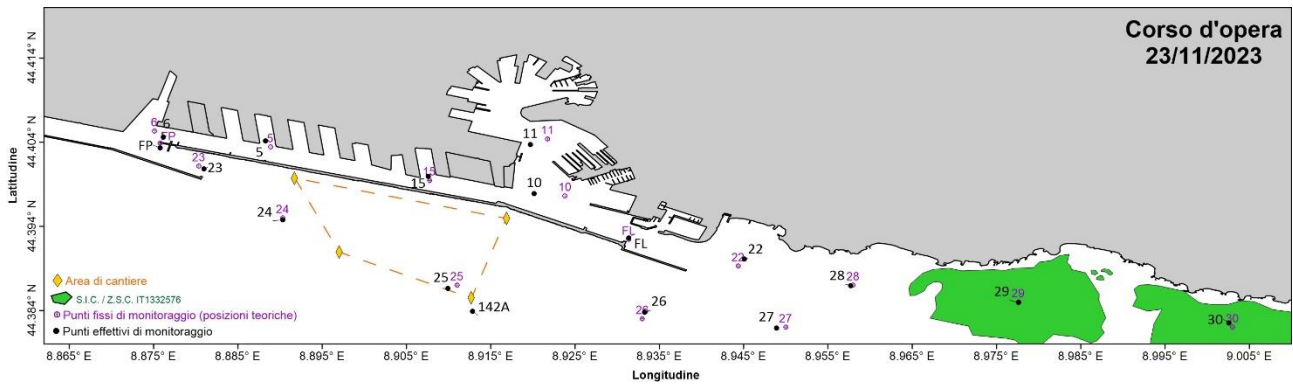 Corso d'opera
23/11/2023
44.414° N
44.404° N
44.394° N
44.384° N
Latitudine
6 6
FP FP
5 5
23 23
24 24
15 15
11 11
10 10
FL FL
22 22
25 25
142A
26 26
27 27
28 28
29 29
30 30
Area di cantiere
S.I.C. / Z.S.C. IT1332576
Punti fissi di monitoraggio (posizioni teoriche)
Punti effettivi di monitoraggio
8.865° E 8.875° E 8.885° E 8.895° E 8.905° E 8.915° E 8.925° E 8.935° E 8.945° E 8.955° E 8.965° E 8.975° E 8.985° E 8.995° E 9.005° E
Longitudine